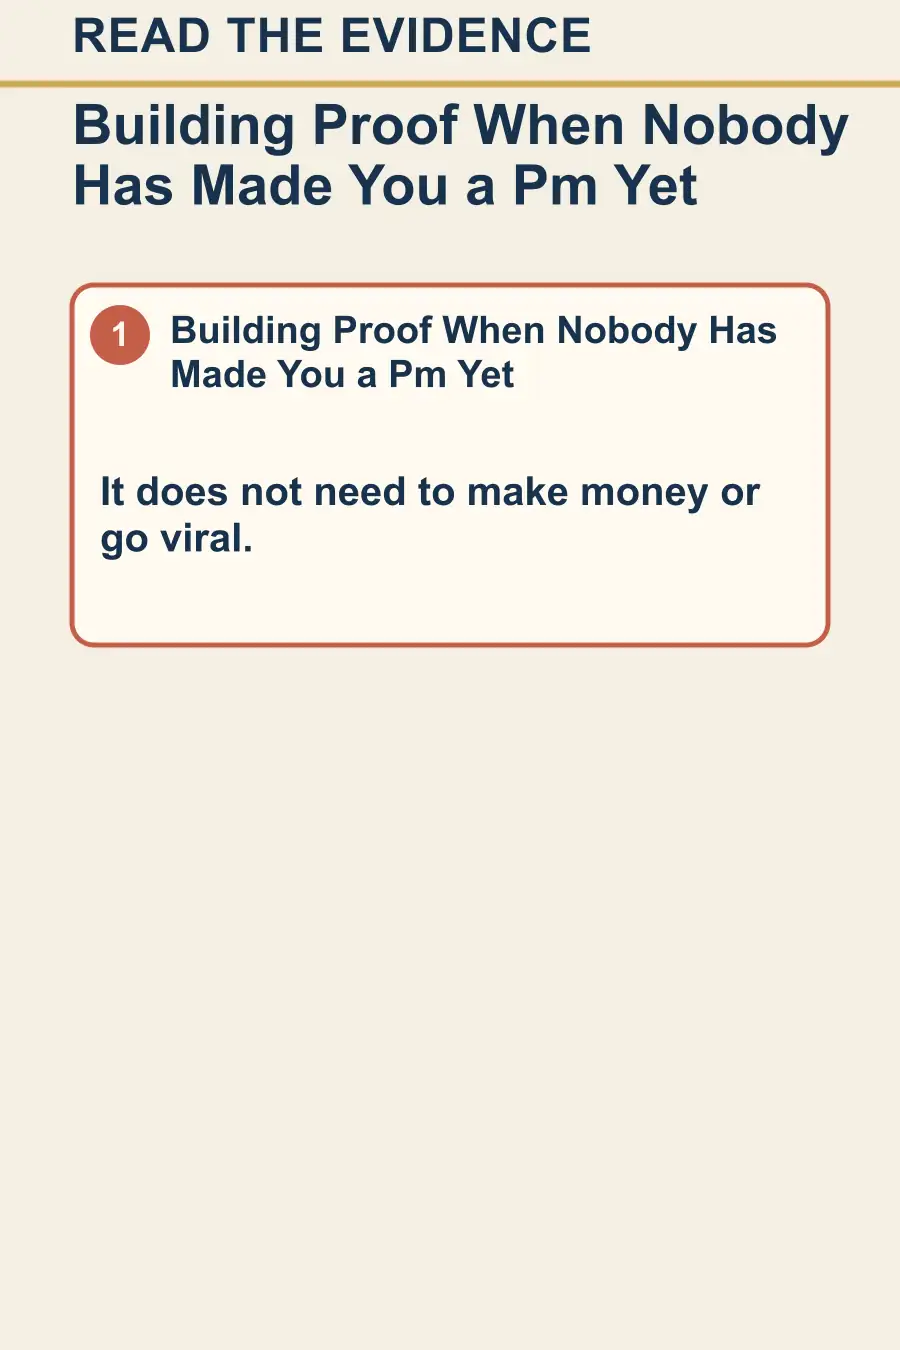 READ THE EVIDENCE
Building Proof When Nobody
Has Made You a Pm Yet
1
Building Proof When Nobody Has
Made You a Pm Yet
It does not need to make money or
go viral.